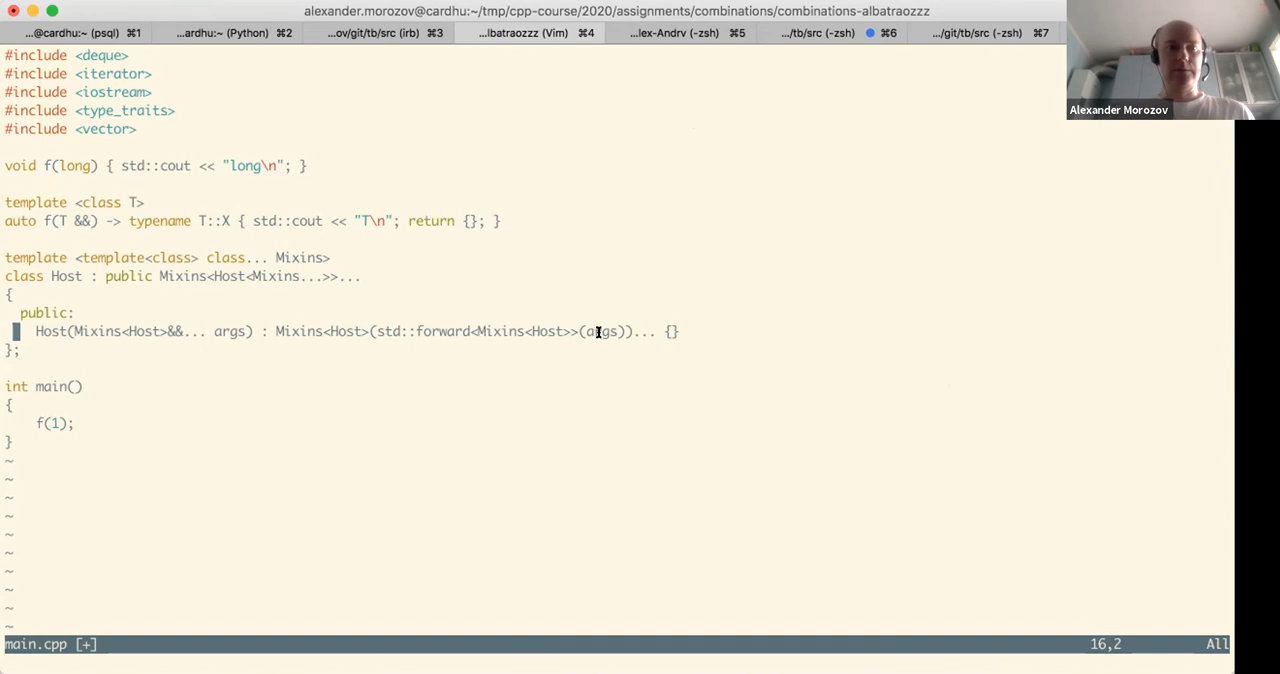 alexander.morozov@cardhu:~/tmp/cpp-course/2020/assignments/combinations/combinations-albatraozzz
...@cardhu:~ (psql) ⌘1 ...ardhu:~ (Python) ⌘2 ...ov/git/tb/src (irb) ⌘3 ...lbatraozzz (Vim) ⌘4 ...lex-Andrv (-zsh) ⌘5 .../tb/src (-zsh) ⌘6 .../git/tb/src (-zsh) ⌘7
Alexander Morozov
#include <deque>
#include <iterator>
#include <iostream>
#include <type_traits>
#include <vector>
void f(long) { std::cout << "long\n"; }
template <class T>
auto f(T &&) -> typename T::X { std::cout << "T\n"; return {}; }
template <template<class> class... Mixins>
class Host : public Mixins<Host<Mixins...>>...
{
public:
Host(Mixins<Host>&&... args) : Mixins<Host>(std::forward<Mixins<Host>>(args))... {}
};
int main()
{
f(1);
}
~
~
~
~
~
~
~
~
~
~
main.cpp [+] 16,2 All